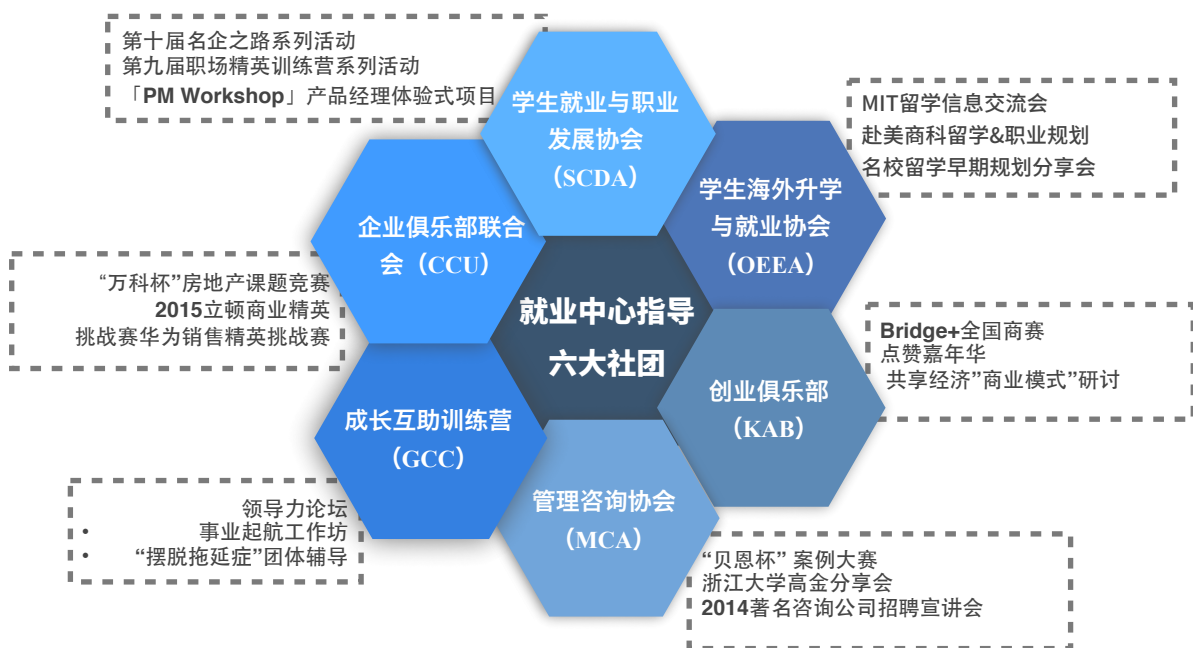 第十届名企之路系列活动
第九届职场精英训练营系列活动
「PM Workshop」产品经理体验式项目
学生就业与职业
发展协会
（SCDA）
MIT留学信息交流会
赴美商科留学&职业规划
名校留学早期规划分享会
学生海外升学
与就业协会
（OEEA）
企业俱乐部联合
会（CCU）
“万科杯”房地产课题竞赛
2015立顿商业精英
挑战赛华为销售精英挑战赛
就业中心指导
六大社团
Bridge+全国商赛
点赞嘉年华
共享经济”商业模式”研讨
创业俱乐部
（KAB）
成长互助训练营
（GCC）
领导力论坛
• 事业起航工作坊
• “摆脱拖延症”团体辅导
管理咨询协会
（MCA）
“贝恩杯” 案例大赛
浙江大学高金分享会
2014著名咨询公司招聘宣讲会